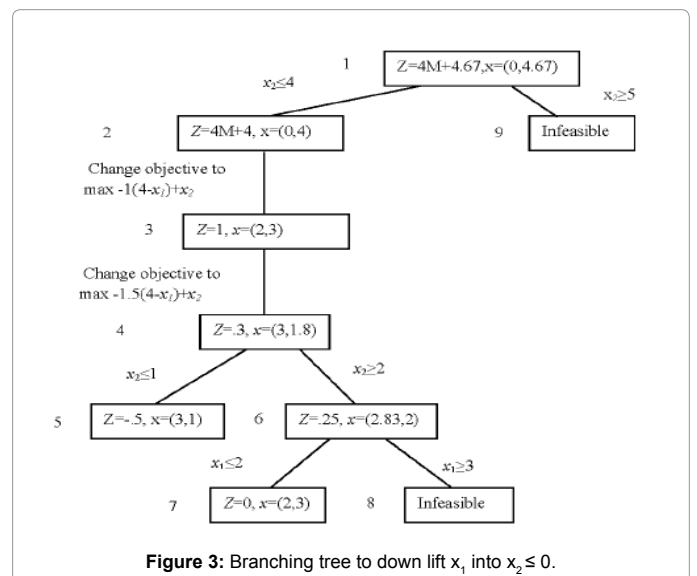 1
Z=4M+4.67,x=(0,4.67)
x₂≤4
x₂≥5
2
Z=4M+4, x=(0,4)
9
Infeasible
Change objective to
max -1(4-x₁)+x₂
3
Z=1, x=(2,3)
Change objective to
max -1.5(4-x₁)+x₂
4
Z=.3, x=(3,1.8)
x₂≤1
x₂≥2
5
Z=-.5, x=(3,1)
6
Z=.25, x=(2.83,2)
x₁≤2
x₁≥3
7
Z=0, x=(2,3)
8
Infeasible
Figure 3: Branching tree to down lift x₁ into x₂ ≤ 0.